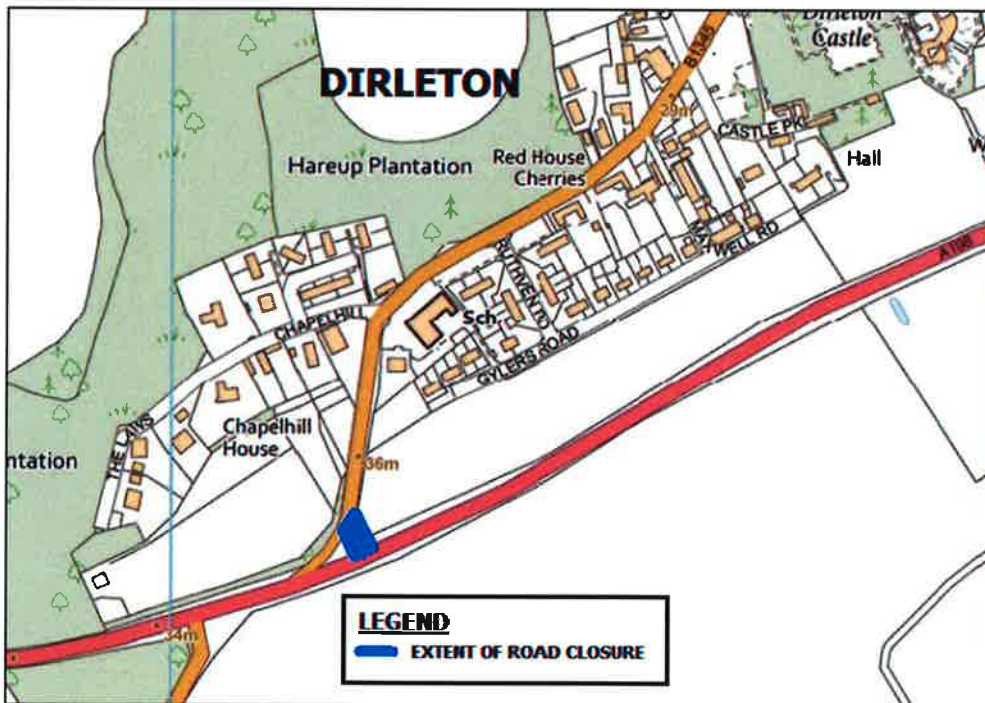 Dirleton
Castle
B1345
DIRLETON
29m
CASTLE PK
Hall
Hareup Plantation
Red House
Cherries
MAXWELL RD
A198
RUTHVEN RD
CHAPELHILL
Sch
GYLERS ROAD
THE LAWS
Chapelhill
House
ntation
36m
34m
LEGEND
EXTENT OF ROAD CLOSURE